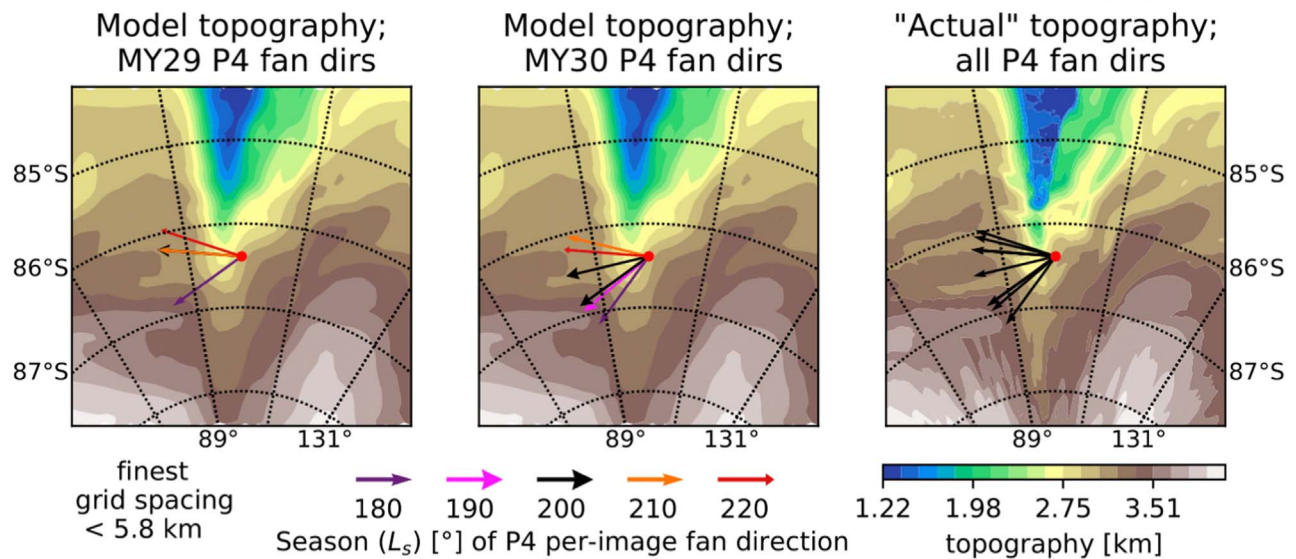 Model topography;
MY29 P4 fan dirs
Model topography;
MY30 P4 fan dirs
"Actual" topography;
all P4 fan dirs
85°S
86°S
87°S
85°S
86°S
87°S
89° 131°
89° 131°
89° 131°
finest
grid spacing
< 5.8 km
180 190 200 210 220
Season (Lₛ) [°] of P4 per-image fan direction
1.22 1.98 2.75 3.51
topography [km]